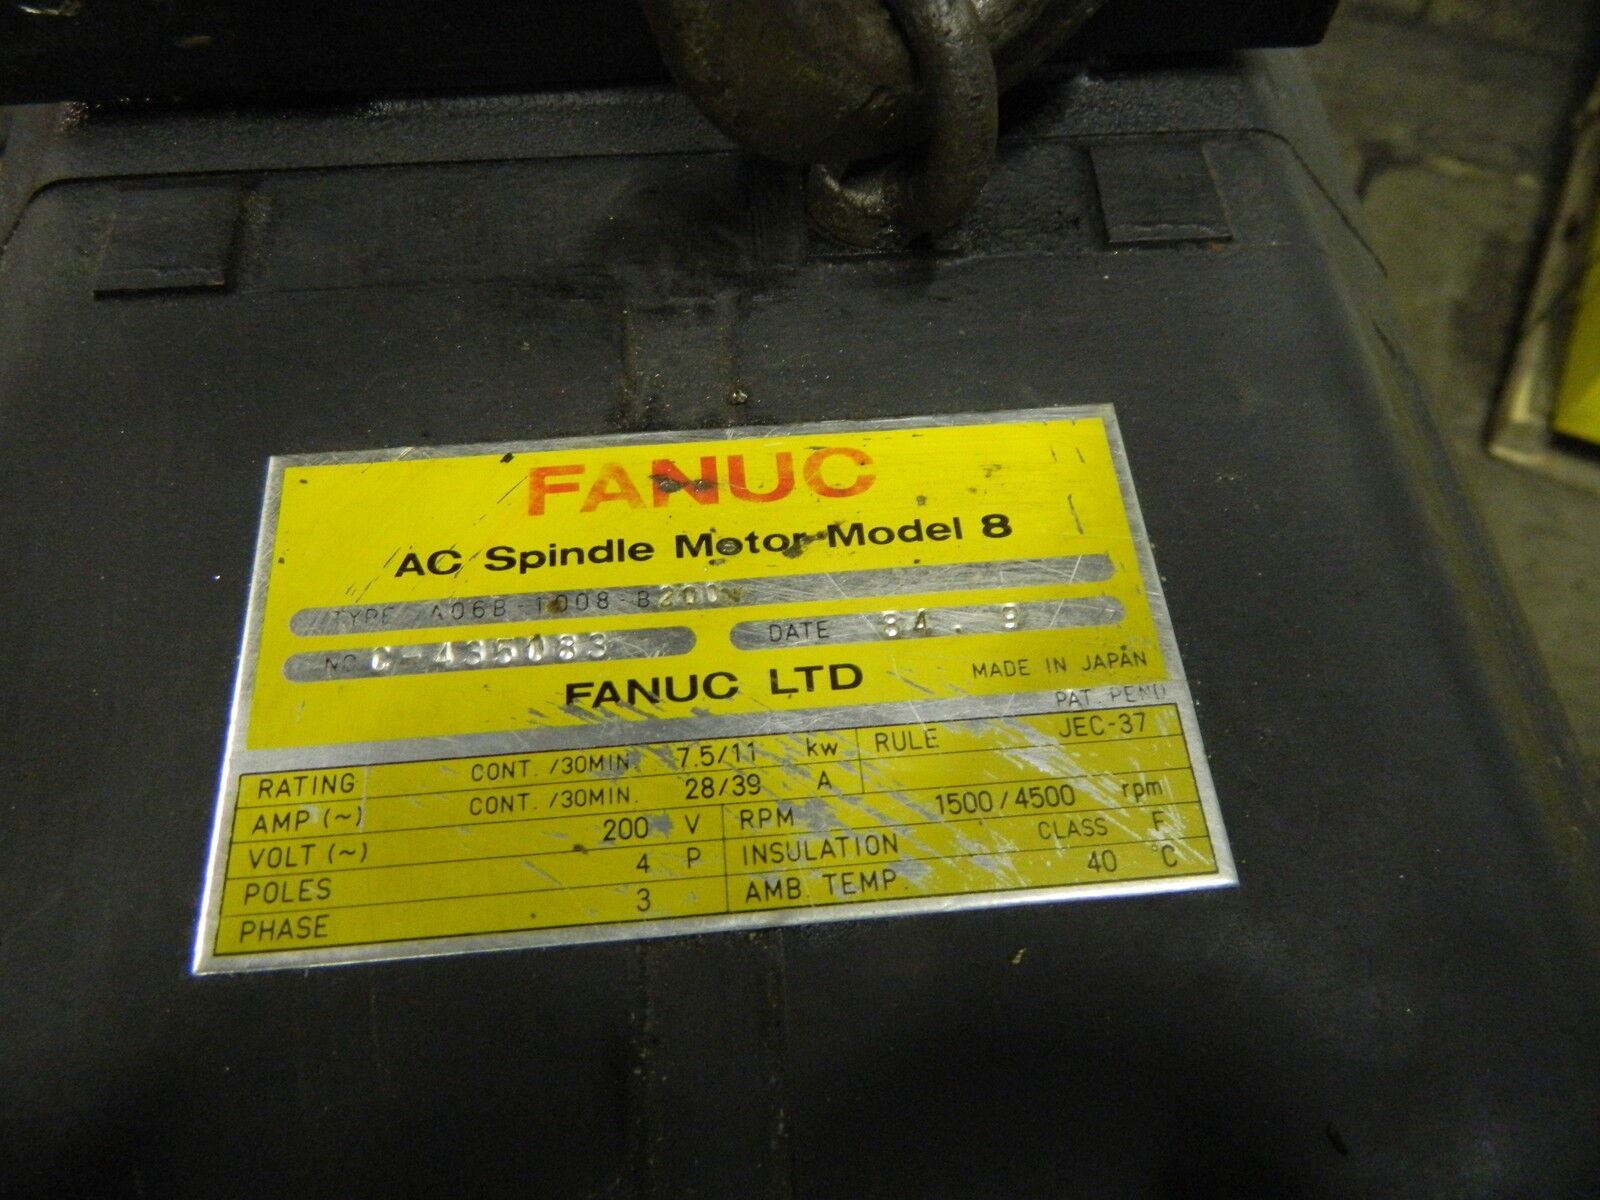 FANUC
AC Spindle Motor Model 8
TYPE A06B-1008-B200
NO C-435083 DATE 84. 8
FANUC LTD MADE IN JAPAN
PAT. PEND
RATING CONT./30MIN. 7.5/11 kw RULE JEC-37
AMP (~) CONT./30MIN. 28/39 A
VOLT (~) 200 V RPM 1500/4500 rpm
POLES 4 P INSULATION CLASS F
PHASE 3 AMB. TEMP. 40 °C